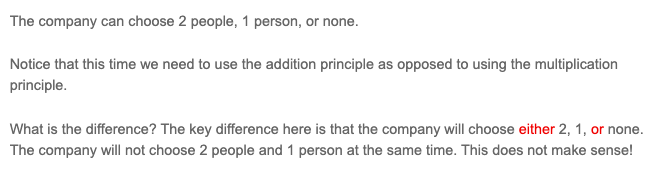 The company can choose 2 people, 1 person, or none.
Notice that this time we need to use the addition principle as opposed to using the multiplication
principle.
What is the difference? The key difference here is that the company will choose either 2, 1, or none.
The company will not choose 2 people and 1 person at the same time. This does not make sense!